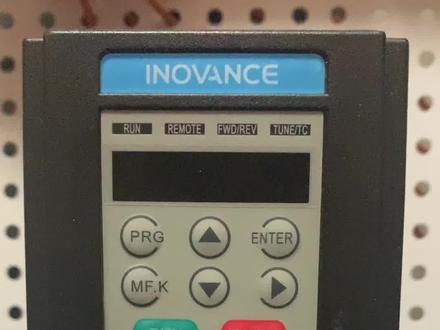 INOVANCE
RUN REMOTE FWD/REV TUNE/TC
PRG ENTER
MF.K